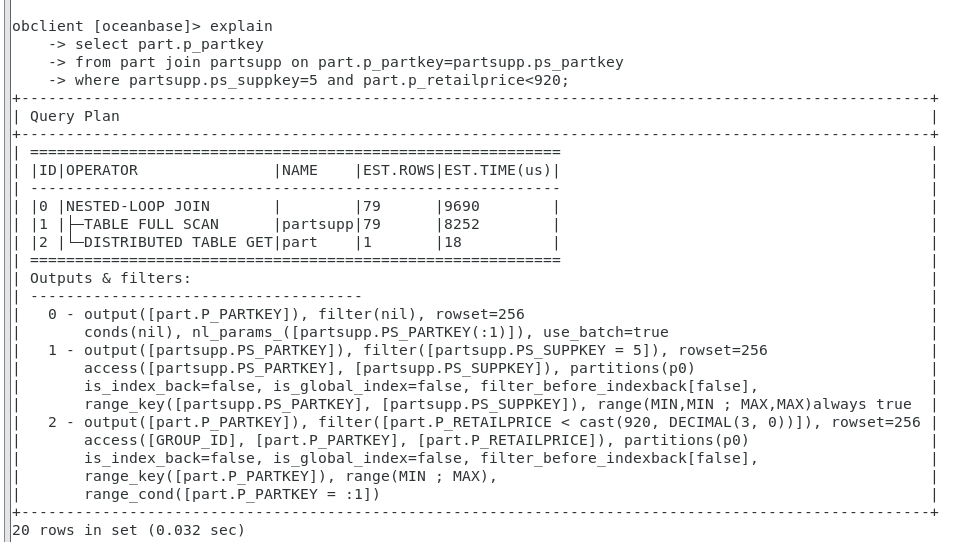 obclient [oceanbase]> explain
    -> select part.p_partkey
    -> from part join partsupp on part.p_partkey=partsupp.ps_partkey
    -> where partsupp.ps_suppkey=5 and part.p_retailprice<920;
+-----------------------------------------------------------------------------------------------------+
| Query Plan                                                                                          |
+-----------------------------------------------------------------------------------------------------+
| ===========================================================                                         |
| |ID|OPERATOR               |NAME    |EST.ROWS|EST.TIME(us)|                                         |
| -----------------------------------------------------------                                         |
| |0 |NESTED-LOOP JOIN       |        |79      |9690        |                                         |
| |1 |├─TABLE FULL SCAN      |partsupp|79      |8252        |                                         |
| |2 |└─DISTRIBUTED TABLE GET|part    |1       |18          |                                         |
| ===========================================================                                         |
| Outputs & filters:                                                                                  |
| -------------------------------------                                                               |
|   0 - output([part.P_PARTKEY]), filter(nil), rowset=256                                             |
|       conds(nil), nl_params_([partsupp.PS_PARTKEY(:1)]), use_batch=true                             |
|   1 - output([partsupp.PS_PARTKEY]), filter([partsupp.PS_SUPPKEY = 5]), rowset=256                  |
|       access([partsupp.PS_PARTKEY], [partsupp.PS_SUPPKEY]), partitions(p0)                          |
|       is_index_back=false, is_global_index=false, filter_before_indexback[false],                   |
|       range_key([partsupp.PS_PARTKEY], [partsupp.PS_SUPPKEY]), range(MIN,MIN ; MAX,MAX)always true  |
|   2 - output([part.P_PARTKEY]), filter([part.P_RETAILPRICE < cast(920, DECIMAL(3, 0))]), rowset=256 |
|       access([GROUP_ID], [part.P_PARTKEY], [part.P_RETAILPRICE]), partitions(p0)                    |
|       is_index_back=false, is_global_index=false, filter_before_indexback[false],                   |
|       range_key([part.P_PARTKEY]), range(MIN ; MAX),                                                |
|       range_cond([part.P_PARTKEY = :1])                                                             |
+-----------------------------------------------------------------------------------------------------+
20 rows in set (0.032 sec)